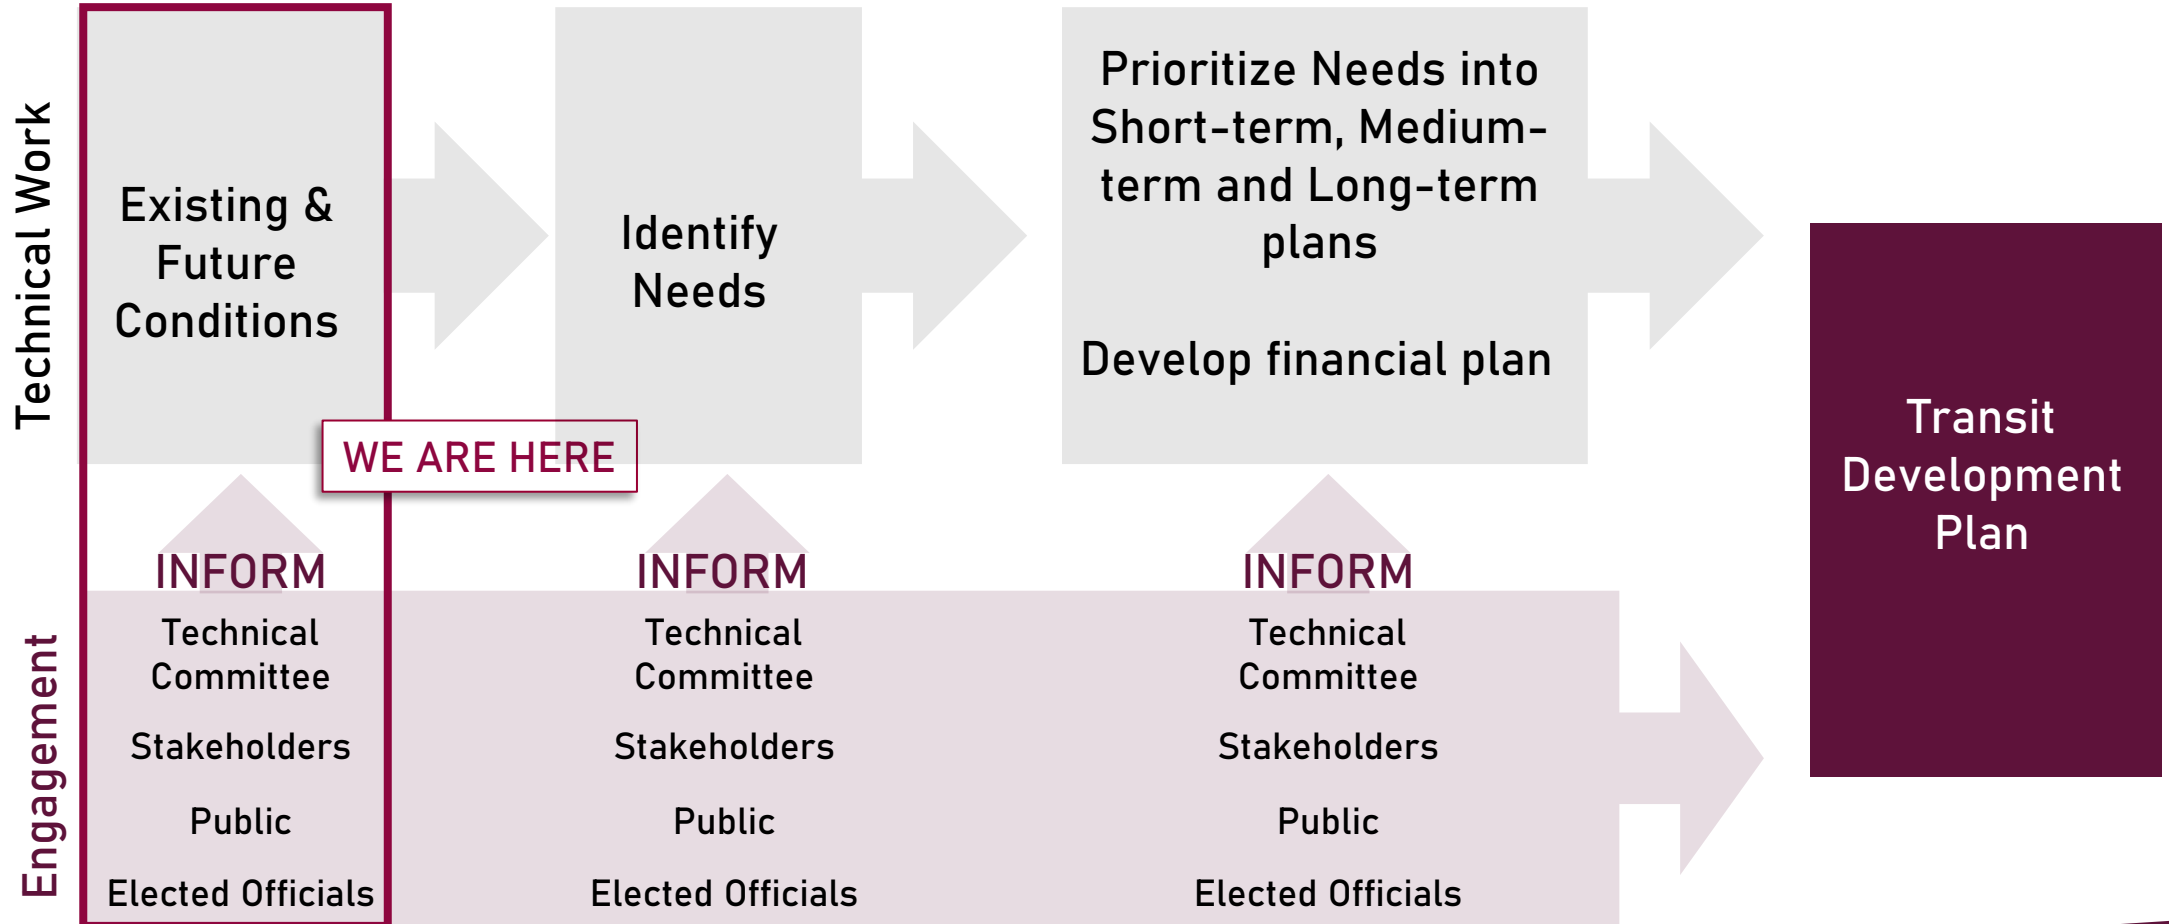 Technical Work
Existing &
Future
Conditions
Identify
Needs
Prioritize Needs into
Short-term, Medium-
term and Long-term
plans
Develop financial plan
WE ARE HERE
Transit
Development
Plan
Engagement
INFORM
Technical
Committee
Stakeholders
Public
Elected Officials
INFORM
Technical
Committee
Stakeholders
Public
Elected Officials
INFORM
Technical
Committee
Stakeholders
Public
Elected Officials